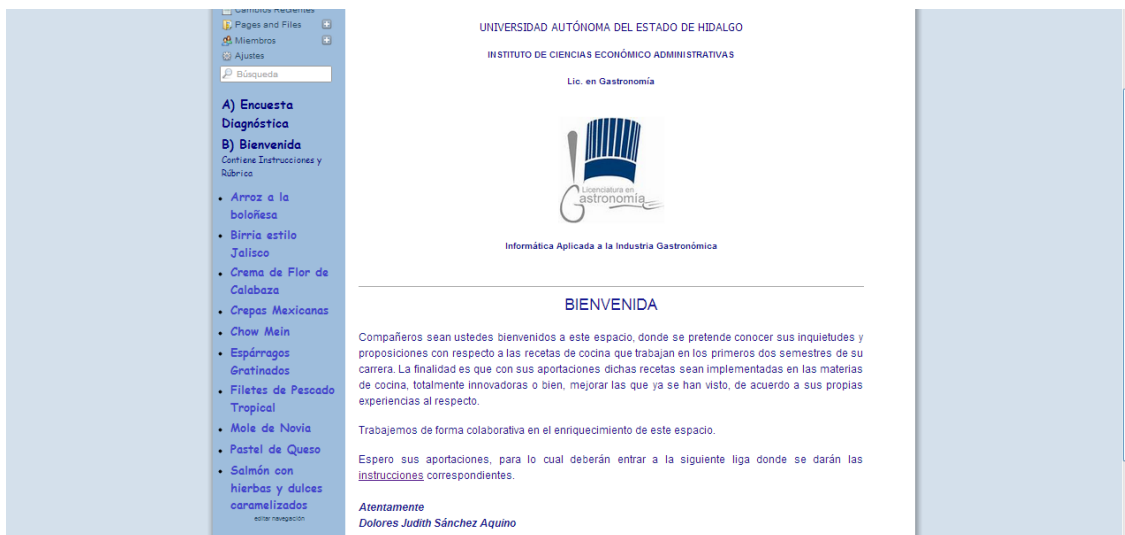 Cambios Recientes
Pages and Files
Miembros
Ajustes
Búsqueda
A) Encuesta
Diagnóstica
B) Bienvenida
Contiene Instrucciones y
Rúbrica
Arroz a la
boloñesa
Birria estilo
Jalisco
Crema de Flor de
Calabaza
Crepas Mexicanas
Chow Mein
Espárragos
Gratinados
Filetes de Pescado
Tropical
Mole de Novia
Pastel de Queso
Salmón con
hierbas y dulces
caramelizados
editar navegación
UNIVERSIDAD AUTÓNOMA DEL ESTADO DE HIDALGO
INSTITUTO DE CIENCIAS ECONÓMICO ADMINISTRATIVAS
Lic. en Gastronomía
Licenciatura en
Gastronomía
Informática Aplicada a la Industria Gastronómica
BIENVENIDA
Compañeros sean ustedes bienvenidos a este espacio, donde se pretende conocer sus inquietudes y
proposiciones con respecto a las recetas de cocina que trabajan en los primeros dos semestres de su
carrera. La finalidad es que con sus aportaciones dichas recetas sean implementadas en las materias
de cocina, totalmente innovadoras o bien, mejorar las que ya se han visto, de acuerdo a sus propias
experiencias al respecto.
Trabajemos de forma colaborativa en el enriquecimiento de este espacio.
Espero sus aportaciones, para lo cual deberán entrar a la siguiente liga donde se darán las
instrucciones correspondientes.
Atentamente
Dolores Judith Sánchez Aquino